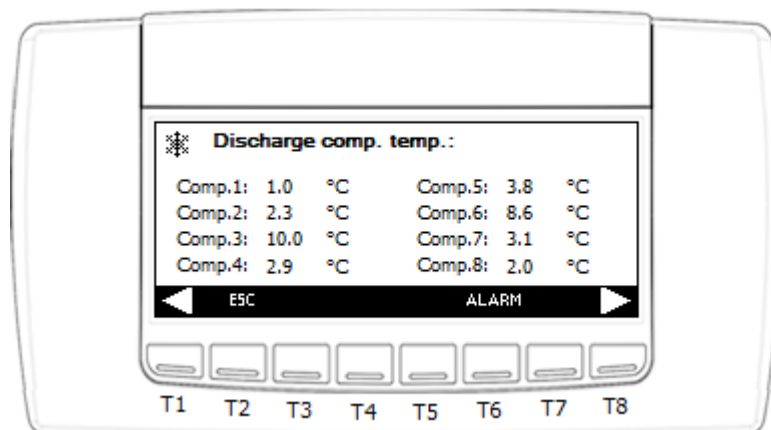 Discharge comp. temp.:
Comp.1: 1.0 °C Comp.5: 3.8 °C
Comp.2: 2.3 °C Comp.6: 8.6 °C
Comp.3: 10.0 °C Comp.7: 3.1 °C
Comp.4: 2.9 °C Comp.8: 2.0 °C
ESC ALARM
T1 T2 T3 T4 T5 T6 T7 T8